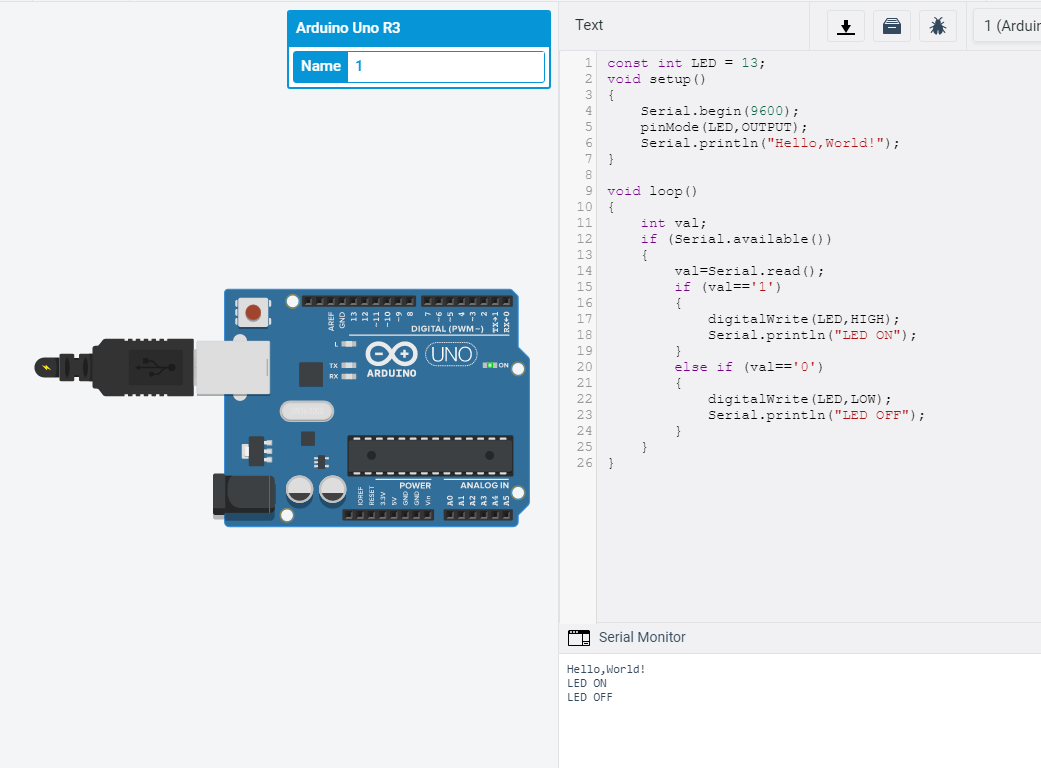 Arduino Uno R3
Name 1
AREF GND 13 12 ~11 ~10 ~9 8 7 ~6 ~5 4 ~3 2 TX→1 RX←0
DIGITAL (PWM~)
L
TX
RX
ARDUINO
UNO
ON
POWER
ANALOG IN
IOREF RESET 3.3V 5V GND GND Vin A0 A1 A2 A3 A4 A5
Text
1 (Arduin
1 const int LED = 13;
2 void setup()
3 {
4     Serial.begin(9600);
5     pinMode(LED,OUTPUT);
6     Serial.println("Hello,World!");
7 }
8
9 void loop()
10 {
11     int val;
12     if (Serial.available())
13     {
14         val=Serial.read();
15         if (val=='1')
16         {
17             digitalWrite(LED,HIGH);
18             Serial.println("LED ON");
19         }
20         else if (val=='0')
21         {
22             digitalWrite(LED,LOW);
23             Serial.println("LED OFF");
24         }
25     }
26 }
Serial Monitor
Hello,World!
LED ON
LED OFF